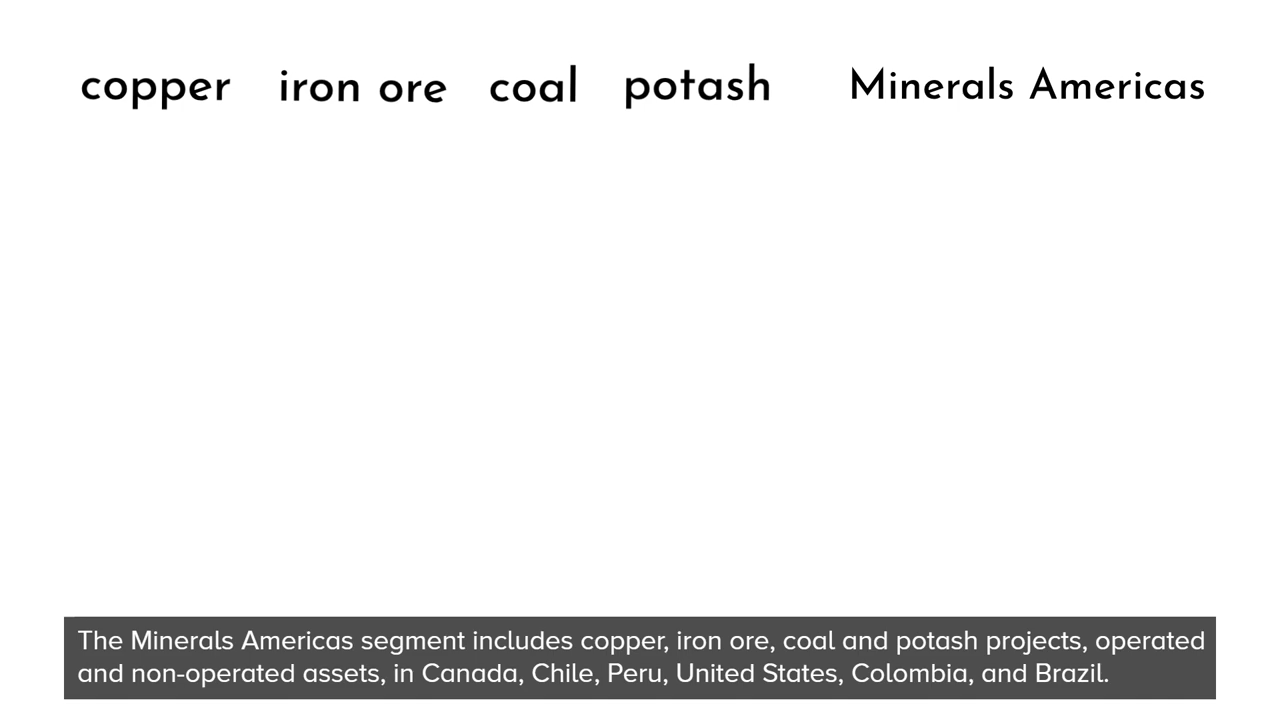 copper iron ore coal potash Minerals Americas
The Minerals Americas segment includes copper, iron ore, coal and potash projects, operated
and non-operated assets, in Canada, Chile, Peru, United States, Colombia, and Brazil.